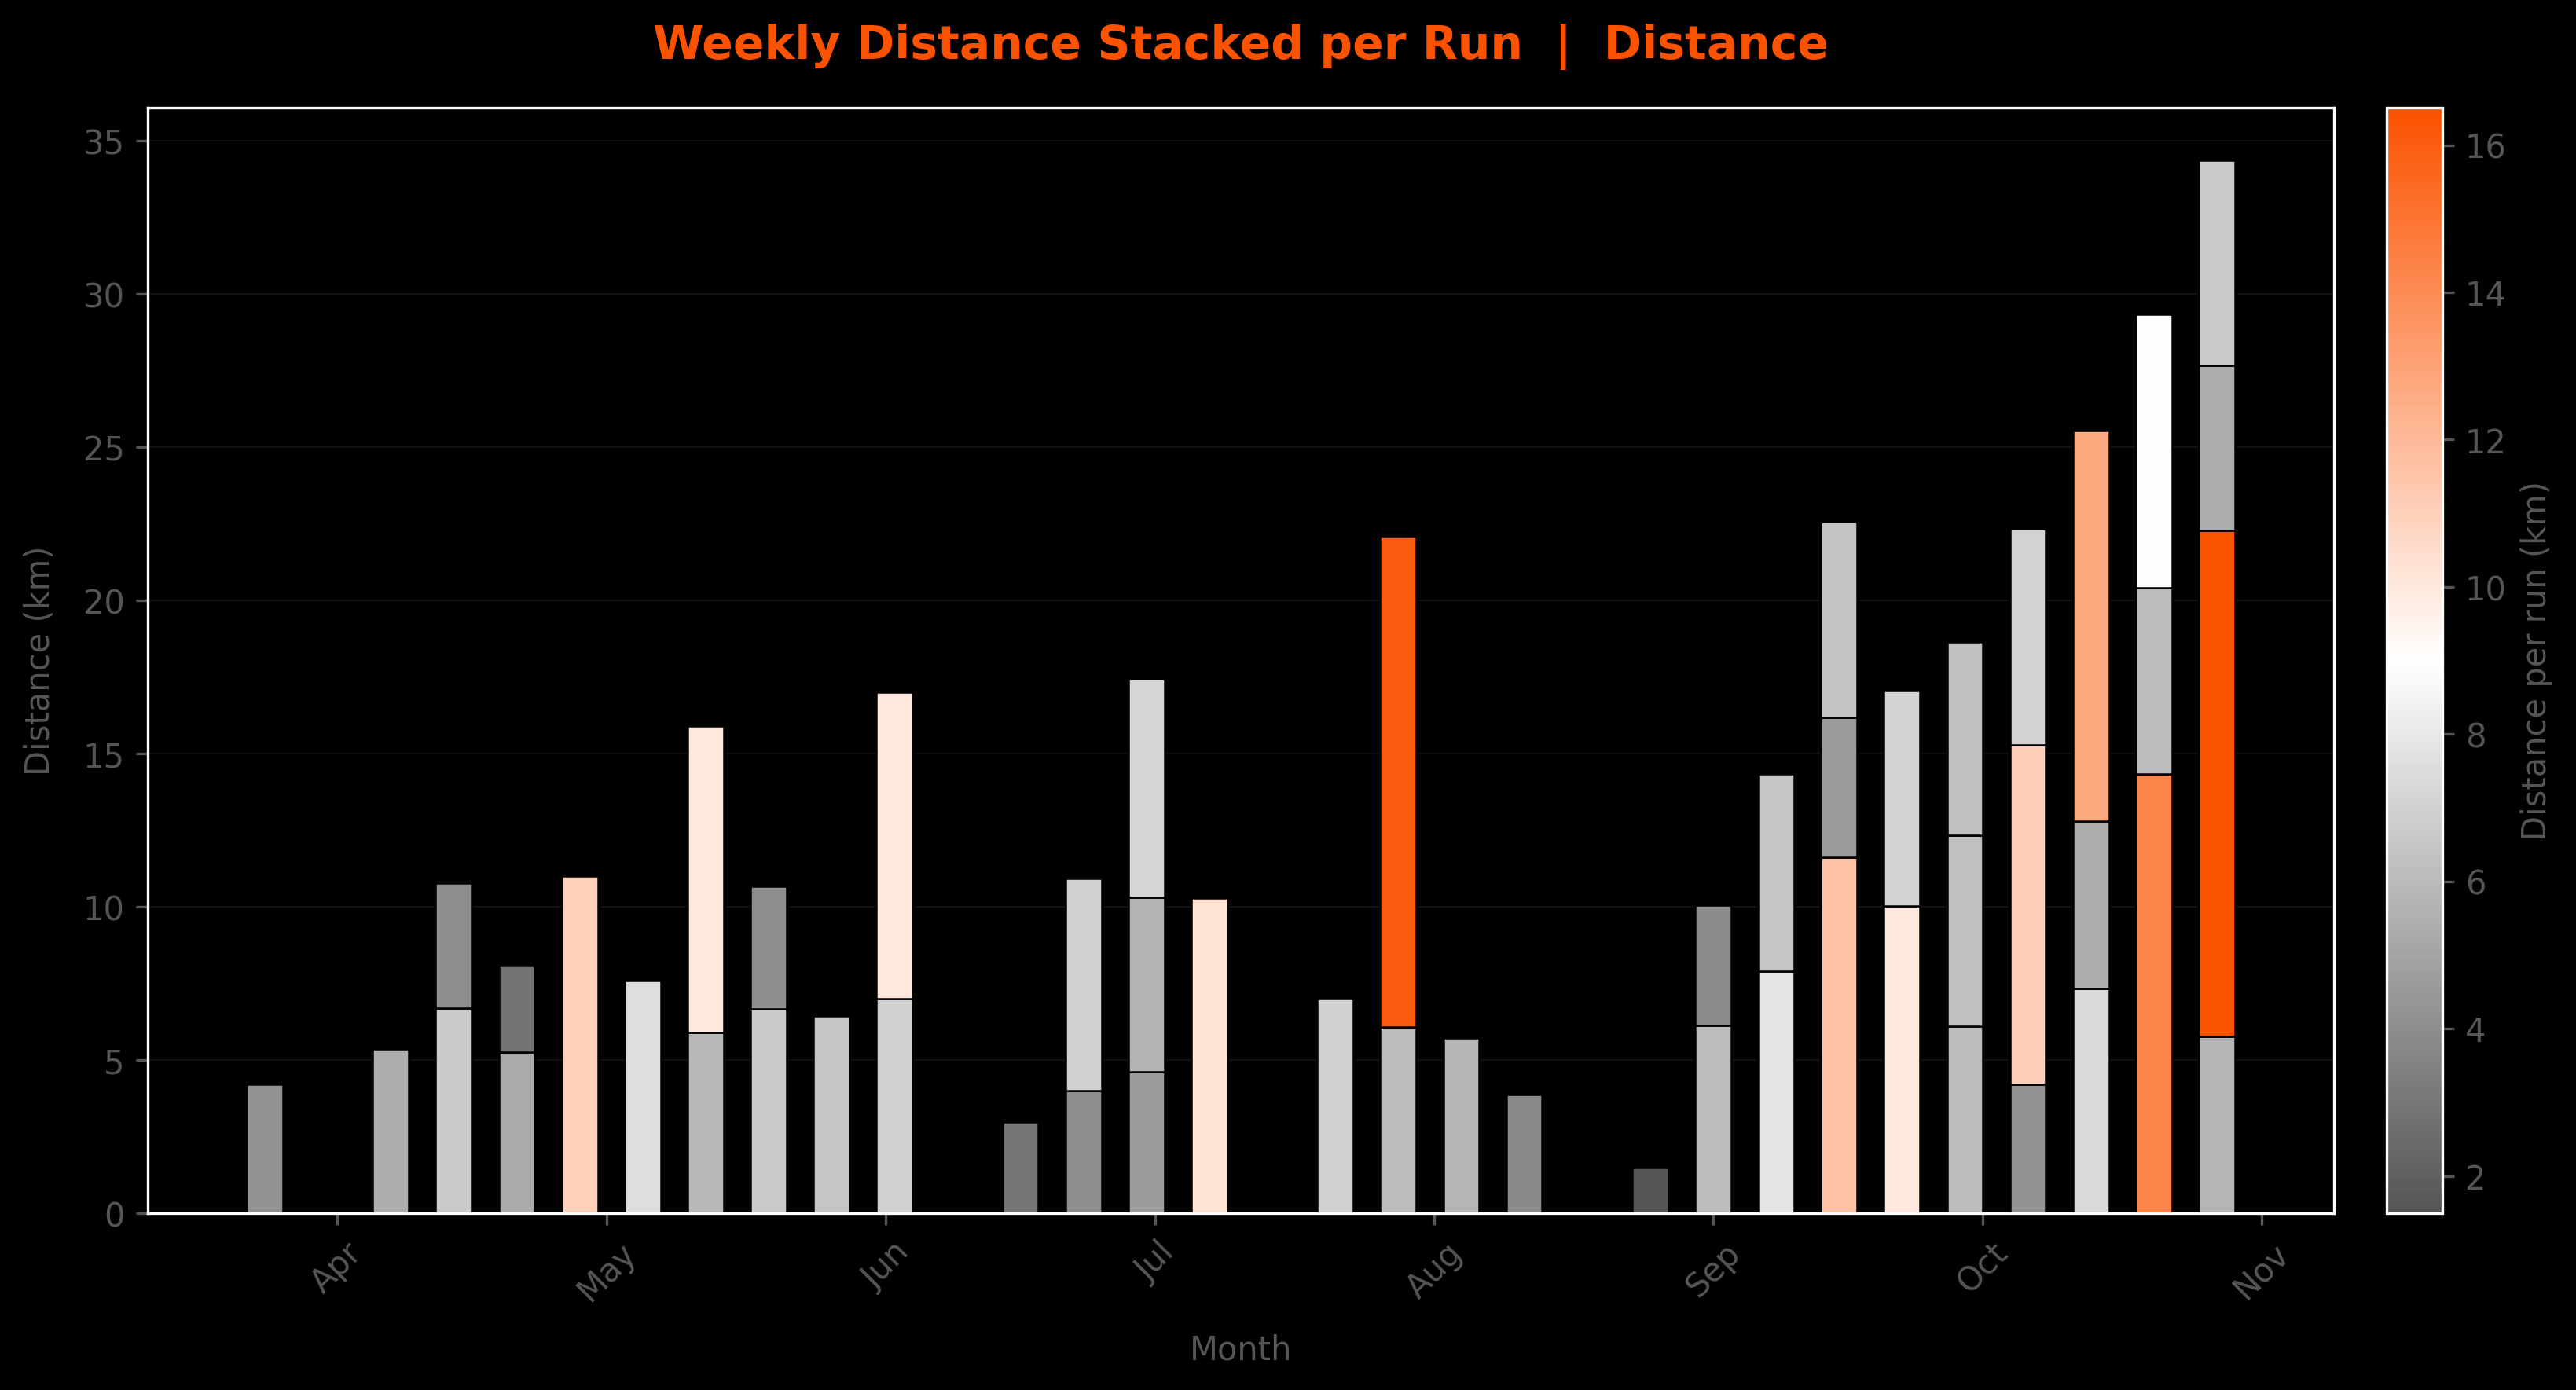 Weekly Distance Stacked per Run | Distance
Distance (km)
35
30
25
20
15
10
5
0
Apr
May
Jun
Jul
Aug
Sep
Oct
Nov
Month
16
14
12
10
8
6
4
2
Distance per run (km)